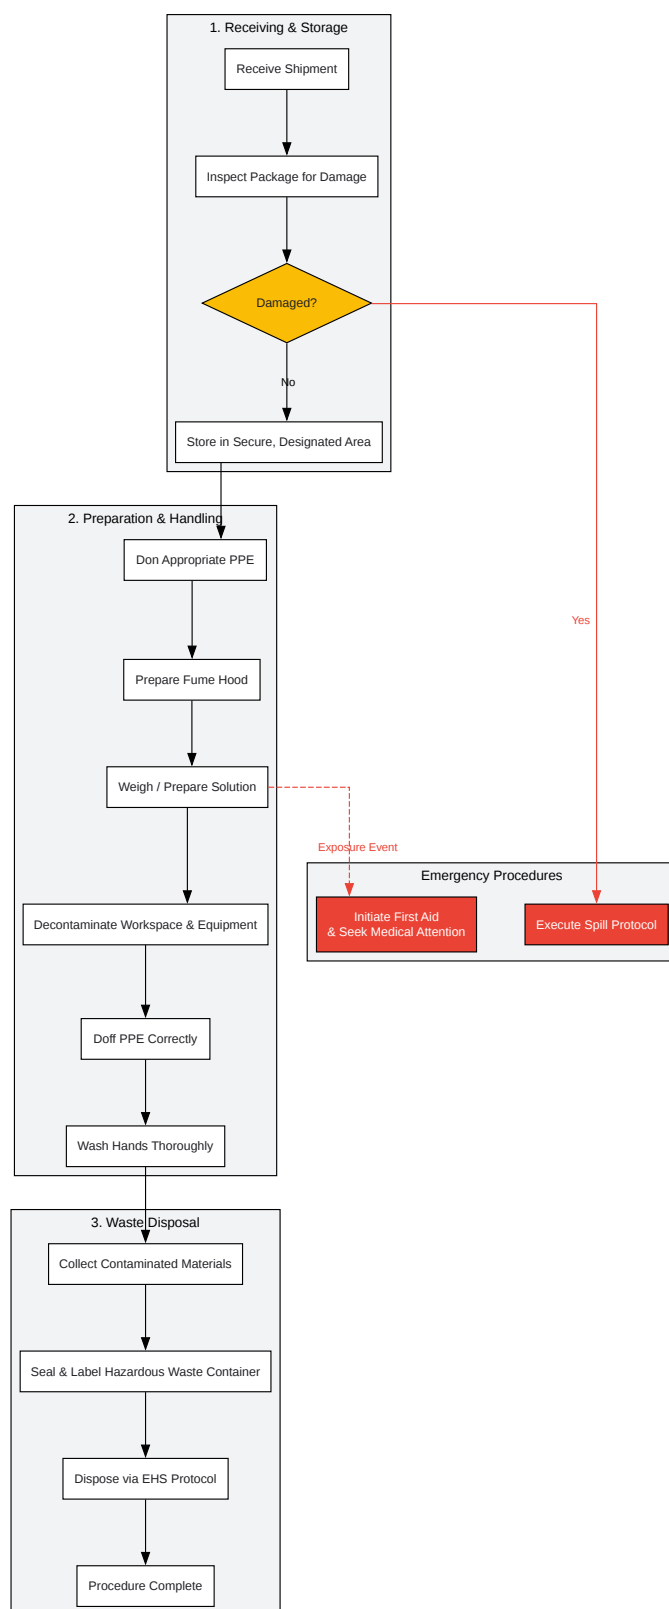 1. Receiving & Storage
Receive Shipment
Inspect Package for Damage
Damaged?
No
Store in Secure, Designated Area
2. Preparation & Handling
Don Appropriate PPE
Yes
Prepare Fume Hood
Weigh / Prepare Solution
Exposure Event
Emergency Procedures
Initiate First Aid
& Seek Medical Attention
Execute Spill Protocol
Decontaminate Workspace & Equipment
Doff PPE Correctly
Wash Hands Thoroughly
3. Waste Disposal
Collect Contaminated Materials
Seal & Label Hazardous Waste Container
Dispose via EHS Protocol
Procedure Complete